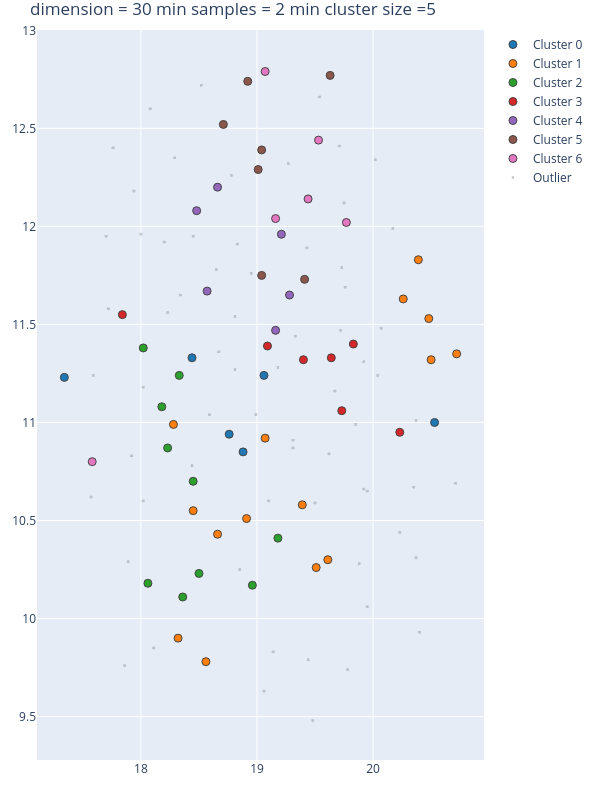 dimension = 30 min samples = 2 min cluster size =5
13
12.5
12
11.5
11
10.5
10
9.5
18
19
20
Cluster 0
Cluster 1
Cluster 2
Cluster 3
Cluster 4
Cluster 5
Cluster 6
Outlier